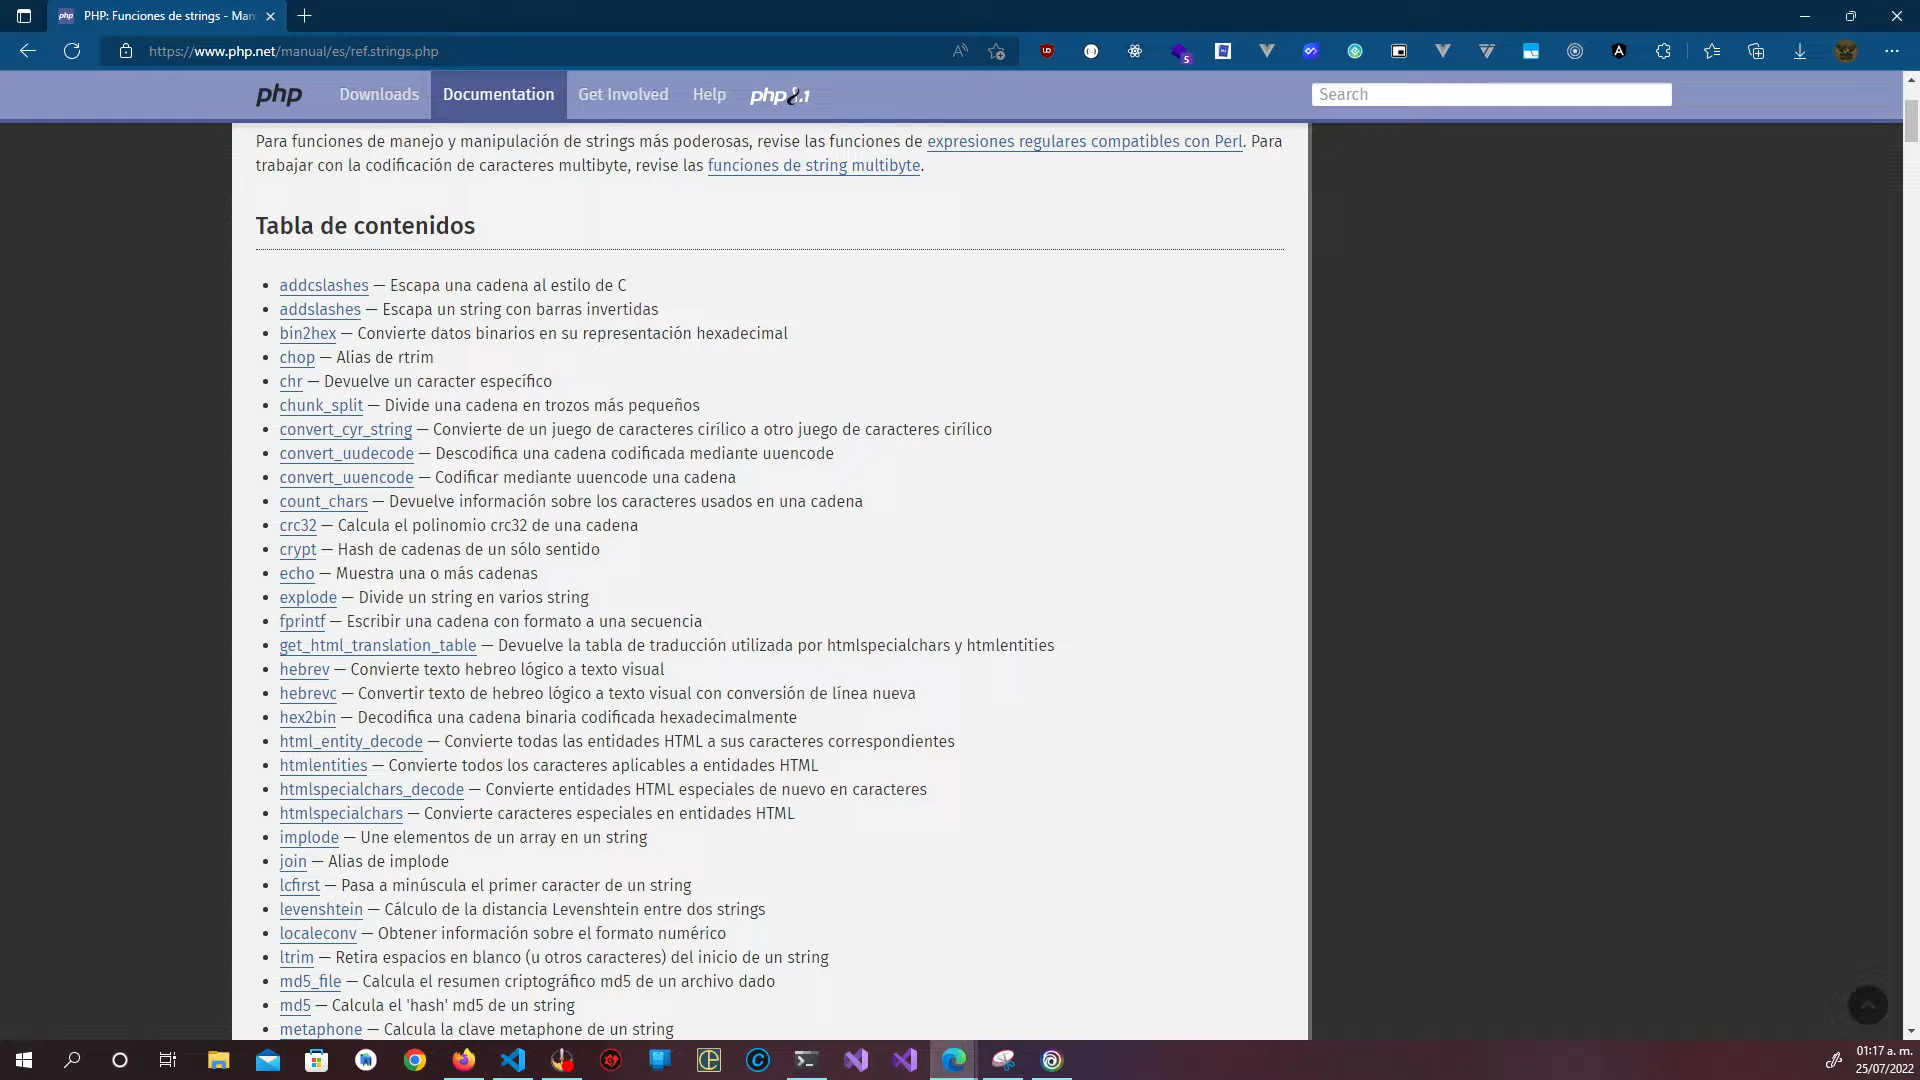 PHP: Funciones de strings - Man
https://www.php.net/manual/es/ref.strings.php
php Downloads Documentation Get Involved Help php8.1 Search
Para funciones de manejo y manipulación de strings más poderosas, revise las funciones de expresiones regulares compatibles con Perl. Para
trabajar con la codificación de caracteres multibyte, revise las funciones de string multibyte.
Tabla de contenidos
addcslashes — Escapa una cadena al estilo de C
addslashes — Escapa un string con barras invertidas
bin2hex — Convierte datos binarios en su representación hexadecimal
chop — Alias de rtrim
chr — Devuelve un caracter específico
chunk_split — Divide una cadena en trozos más pequeños
convert_cyr_string — Convierte de un juego de caracteres cirílico a otro juego de caracteres cirílico
convert_uudecode — Descodifica una cadena codificada mediante uuencode
convert_uuencode — Codificar mediante uuencode una cadena
count_chars — Devuelve información sobre los caracteres usados en una cadena
crc32 — Calcula el polinomio crc32 de una cadena
crypt — Hash de cadenas de un sólo sentido
echo — Muestra una o más cadenas
explode — Divide un string en varios string
fprintf — Escribir una cadena con formato a una secuencia
get_html_translation_table — Devuelve la tabla de traducción utilizada por htmlspecialchars y htmlentities
hebrev — Convierte texto hebreo lógico a texto visual
hebrevc — Convertir texto de hebreo lógico a texto visual con conversión de línea nueva
hex2bin — Decodifica una cadena binaria codificada hexadecimalmente
html_entity_decode — Convierte todas las entidades HTML a sus caracteres correspondientes
htmlentities — Convierte todos los caracteres aplicables a entidades HTML
htmlspecialchars_decode — Convierte entidades HTML especiales de nuevo en caracteres
htmlspecialchars — Convierte caracteres especiales en entidades HTML
implode — Une elementos de un array en un string
join — Alias de implode
lcfirst — Pasa a minúscula el primer caracter de un string
levenshtein — Cálculo de la distancia Levenshtein entre dos strings
localeconv — Obtener información sobre el formato numérico
ltrim — Retira espacios en blanco (u otros caracteres) del inicio de un string
md5_file — Calcula el resumen criptográfico md5 de un archivo dado
md5 — Calcula el 'hash' md5 de un string
metaphone — Calcula la clave metaphone de un string
01:17 a. m.
25/07/2022